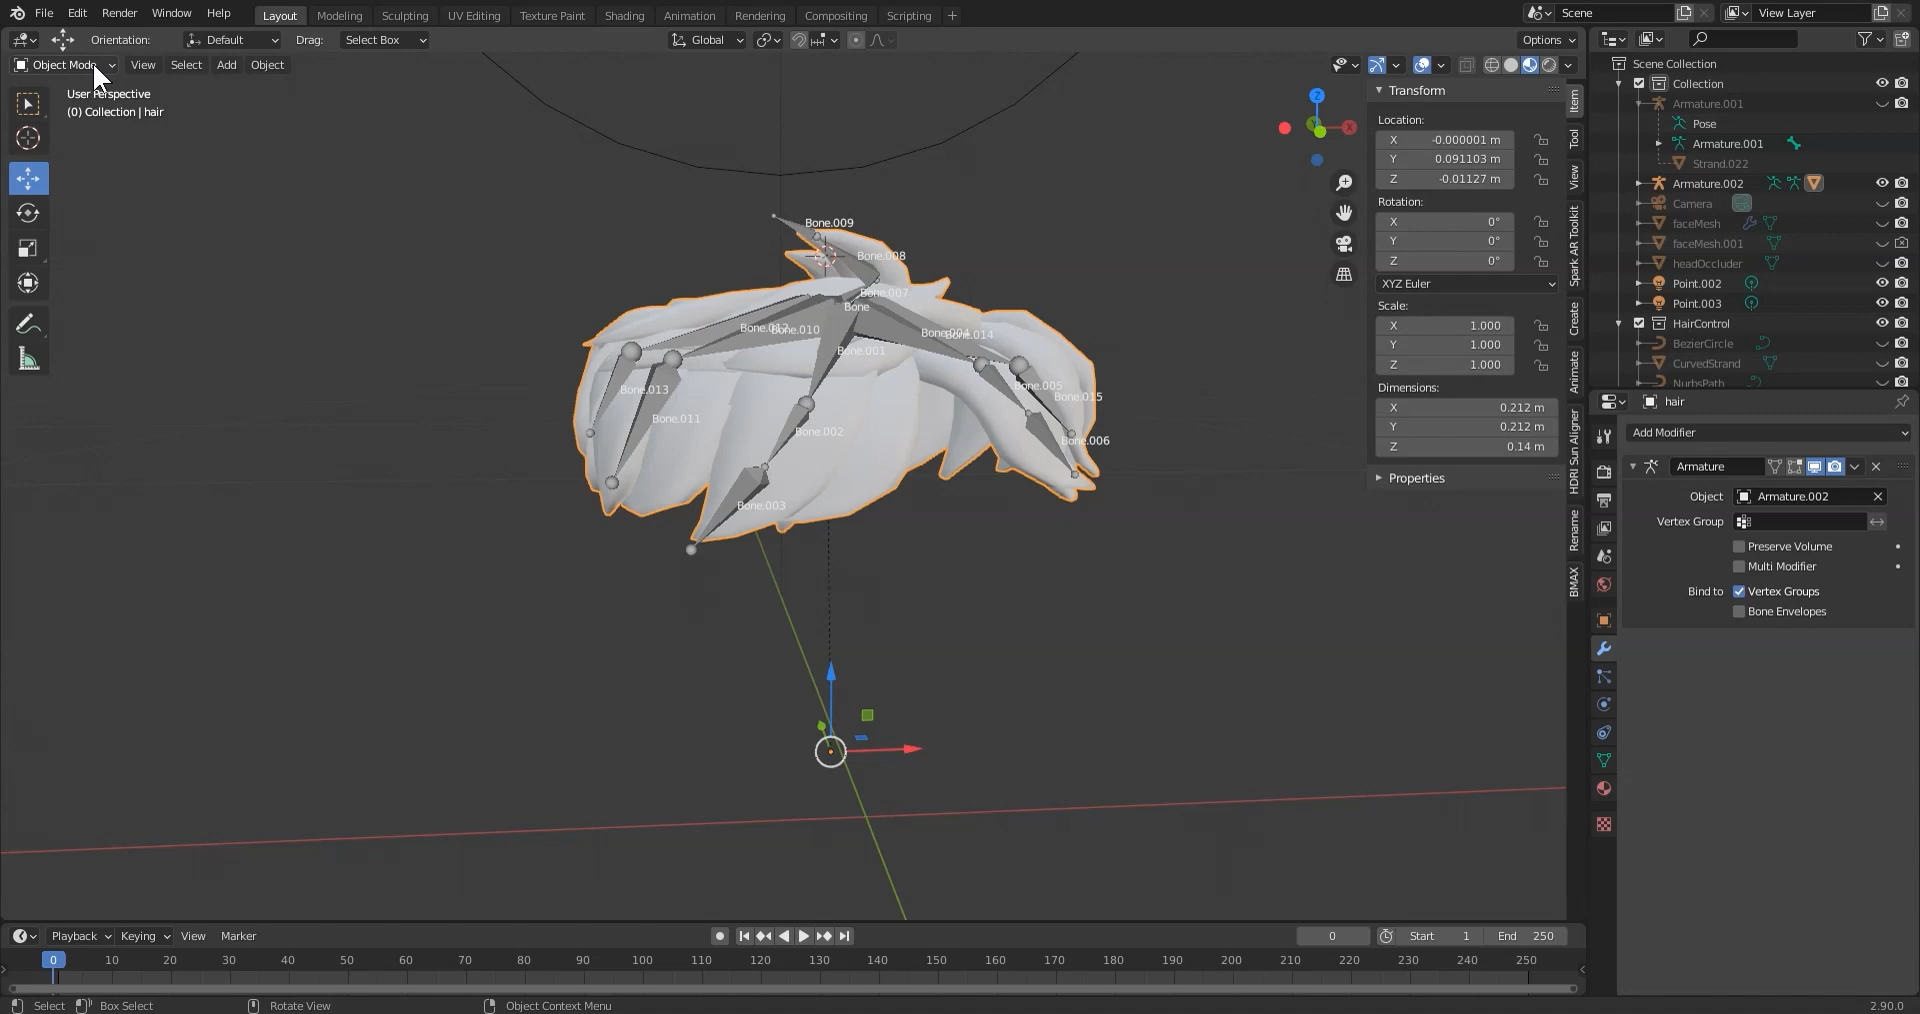 File Edit Render Window Help Layout Modeling Sculpting UV Editing Texture Paint Shading Animation Rendering Compositing Scripting + Scene View Layer
Orientation: Default Drag: Select Box Global Options
Object Mode View Select Add Object
User Perspective
(0) Collection | hair
Bone.009
Bone.008
Bone.007
Bone
Bone.010
Bone.014
Bone.001
Bone.013
Bone.005
Bone.015
Bone.011
Bone.002
Bone.006
Bone.003
Z
X
Transform
Location:
X -0.000001 m
Y 0.091103 m
Z -0.01127 m
Rotation:
X 0°
Y 0°
Z 0°
XYZ Euler
Scale:
X 1.000
Y 1.000
Z 1.000
Dimensions:
X 0.212 m
Y 0.212 m
Z 0.14 m
Properties
Item
Tool
View
Spark AR Toolkit
Create
Animate
HDRI Sun Aligner
Rename
BMAX
Scene Collection
Collection
Armature.001
Pose
Armature.001
Strand.022
Armature.002
Camera
faceMesh
faceMesh.001
headOccluder
Point.002
Point.003
HairControl
BezierCircle
CurvedStrand
NurbsPath
hair
Add Modifier
Armature
Object Armature.002
Vertex Group
Preserve Volume
Multi Modifier
Bind to Vertex Groups
Bone Envelopes
Playback Keying View Marker 0 Start 1 End 250
0 10 20 30 40 50 60 70 80 90 100 110 120 130 140 150 160 170 180 190 200 210 220 230 240 250
Select Box Select Rotate View Object Context Menu 2.90.0